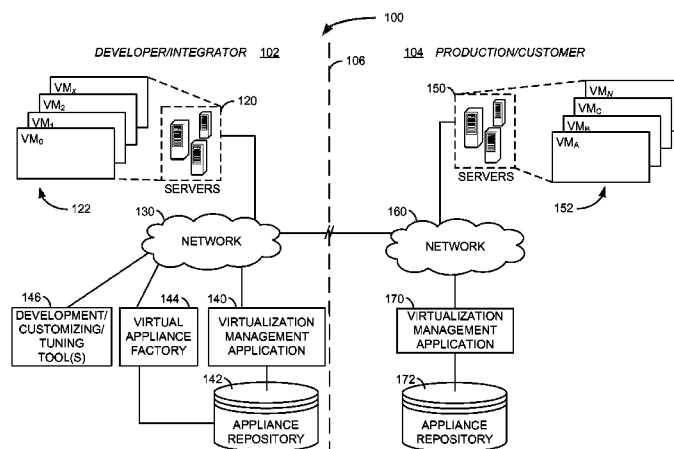 100
DEVELOPER/INTEGRATOR 102
104 PRODUCTION/CUSTOMER
106
VMX
VM2
VM1
VM0
120
SERVERS
122
150
SERVERS
VMN
VMC
VMB
VMA
152
130
NETWORK
160
NETWORK
146
DEVELOPMENT/
CUSTOMIZING/
TUNING
TOOL(S)
144
VIRTUAL
APPLIANCE
FACTORY
140
VIRTUALIZATION
MANAGEMENT
APPLICATION
170
VIRTUALIZATION
MANAGEMENT
APPLICATION
142
APPLIANCE
REPOSITORY
172
APPLIANCE
REPOSITORY